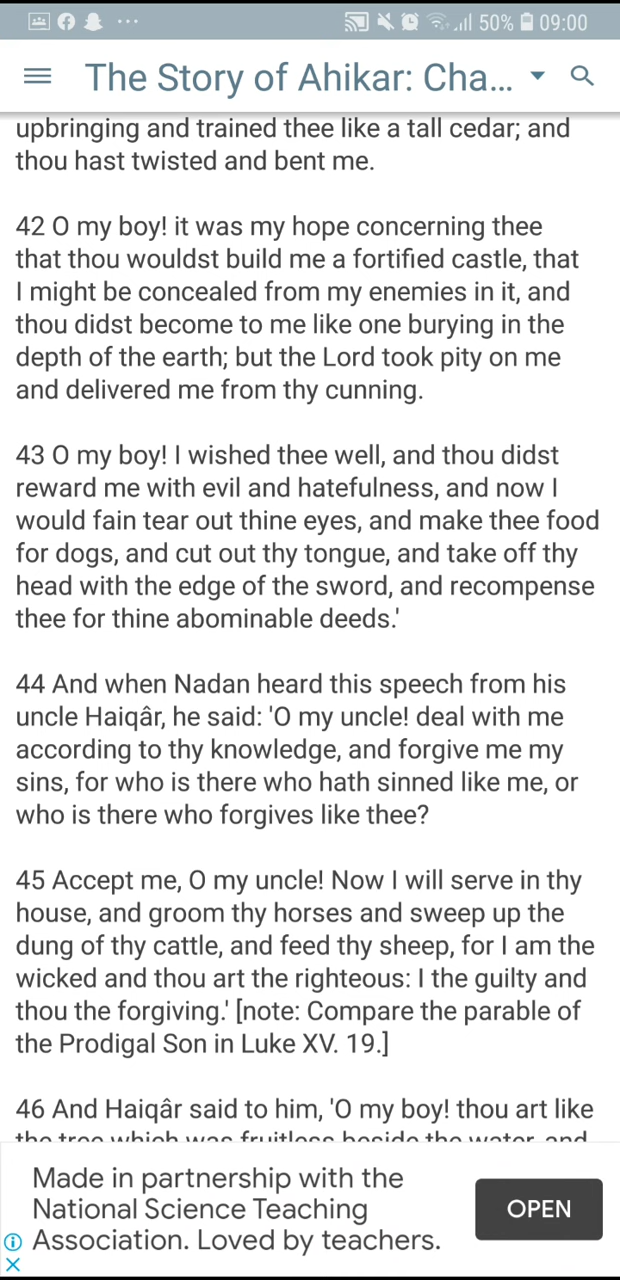 50% 09:00
The Story of Ahikar: Cha...
upbringing and trained thee like a tall cedar; and
thou hast twisted and bent me.
42 O my boy! it was my hope concerning thee
that thou wouldst build me a fortified castle, that
I might be concealed from my enemies in it, and
thou didst become to me like one burying in the
depth of the earth; but the Lord took pity on me
and delivered me from thy cunning.
43 O my boy! I wished thee well, and thou didst
reward me with evil and hatefulness, and now I
would fain tear out thine eyes, and make thee food
for dogs, and cut out thy tongue, and take off thy
head with the edge of the sword, and recompense
thee for thine abominable deeds.'
44 And when Nadan heard this speech from his
uncle Haiqâr, he said: 'O my uncle! deal with me
according to thy knowledge, and forgive me my
sins, for who is there who hath sinned like me, or
who is there who forgives like thee?
45 Accept me, O my uncle! Now I will serve in thy
house, and groom thy horses and sweep up the
dung of thy cattle, and feed thy sheep, for I am the
wicked and thou art the righteous: I the guilty and
thou the forgiving.' [note: Compare the parable of
the Prodigal Son in Luke XV. 19.]
46 And Haiqâr said to him, 'O my boy! thou art like
the tree which was fruitless beside the water, and
Made in partnership with the
National Science Teaching
Association. Loved by teachers.
OPEN